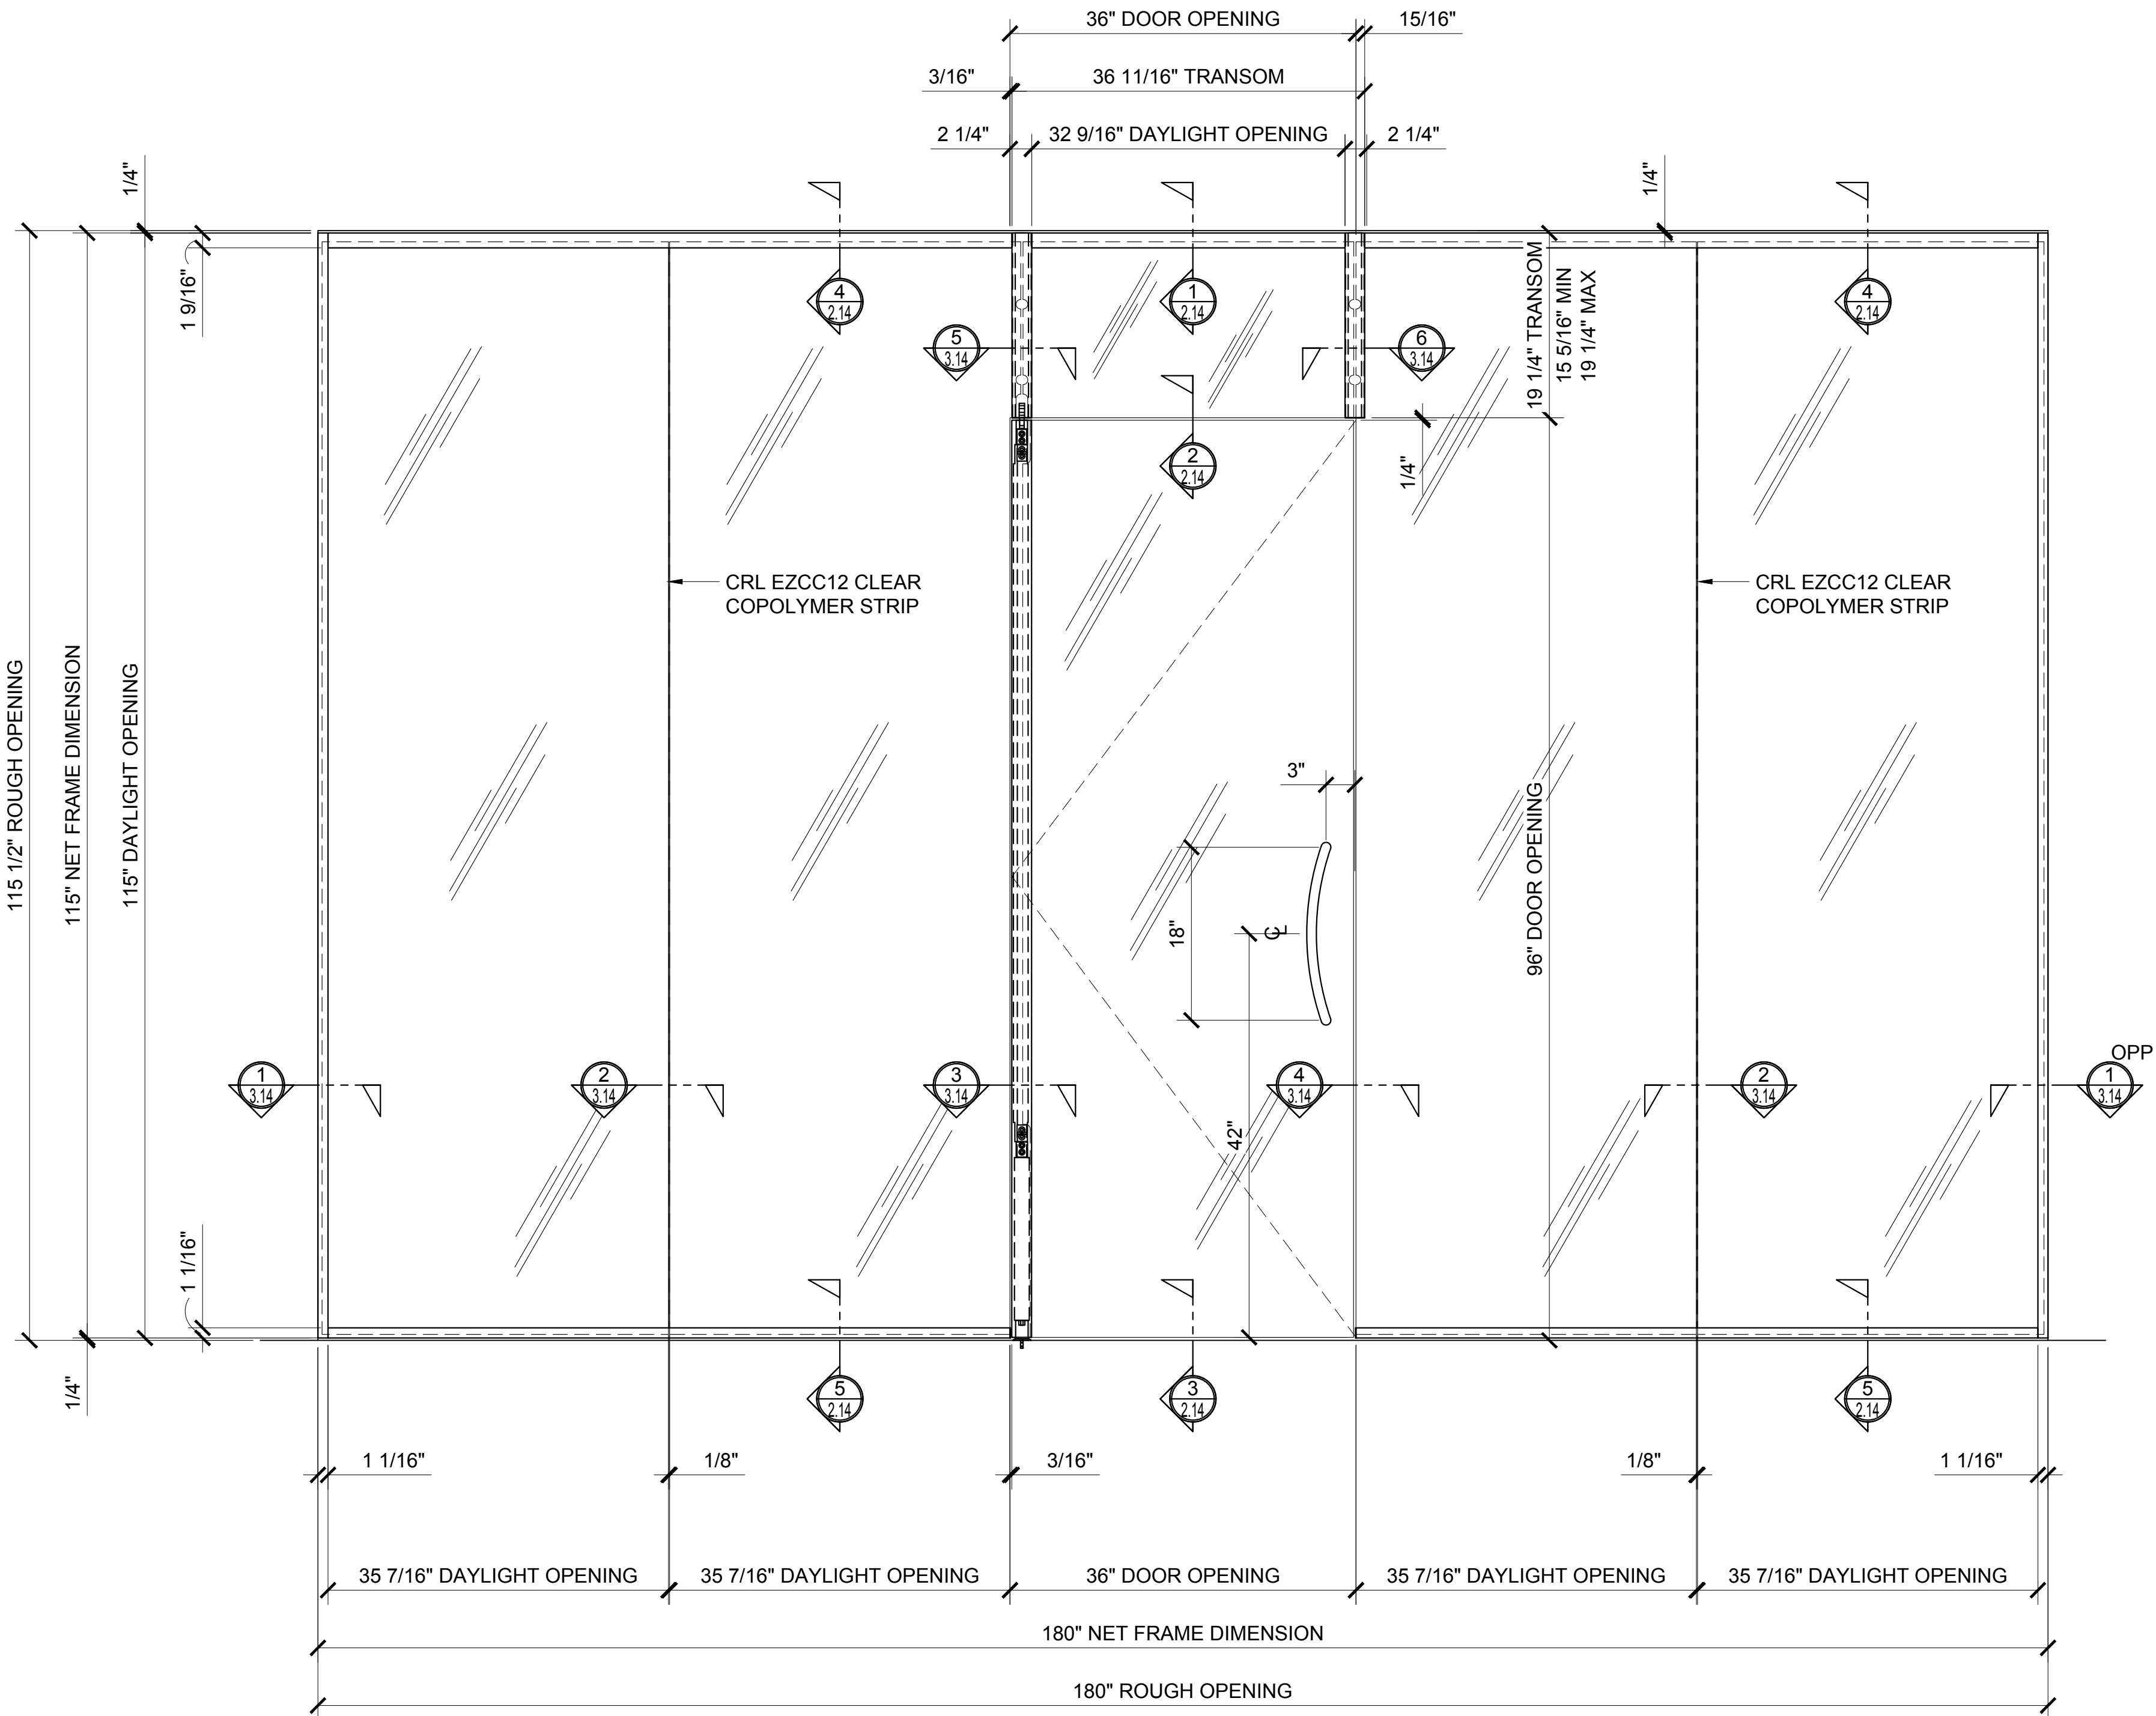 36" DOOR OPENING
15/16"
3/16"
36 11/16" TRANSOM
2 1/4"
32 9/16" DAYLIGHT OPENING
2 1/4"
1/4"
1/4"
1 9/16"
4
2.14
1
2.14
4
2.14
5
3.14
6
3.14
19 1/4" TRANSOM
15 5/16" MIN
19 1/4" MAX
2
2.14
1/4"
CRL EZCC12 CLEAR
COPOLYMER STRIP
CRL EZCC12 CLEAR
COPOLYMER STRIP
115 1/2" ROUGH OPENING
115" NET FRAME DIMENSION
115" DAYLIGHT OPENING
3"
18"
CL
96" DOOR OPENING
42"
OPP
1
3.14
2
3.14
3
3.14
4
3.14
2
3.14
1
3.14
1 1/16"
1/4"
5
2.14
3
2.14
5
2.14
1 1/16"
1/8"
3/16"
1/8"
1 1/16"
35 7/16" DAYLIGHT OPENING
35 7/16" DAYLIGHT OPENING
36" DOOR OPENING
35 7/16" DAYLIGHT OPENING
35 7/16" DAYLIGHT OPENING
180" NET FRAME DIMENSION
180" ROUGH OPENING